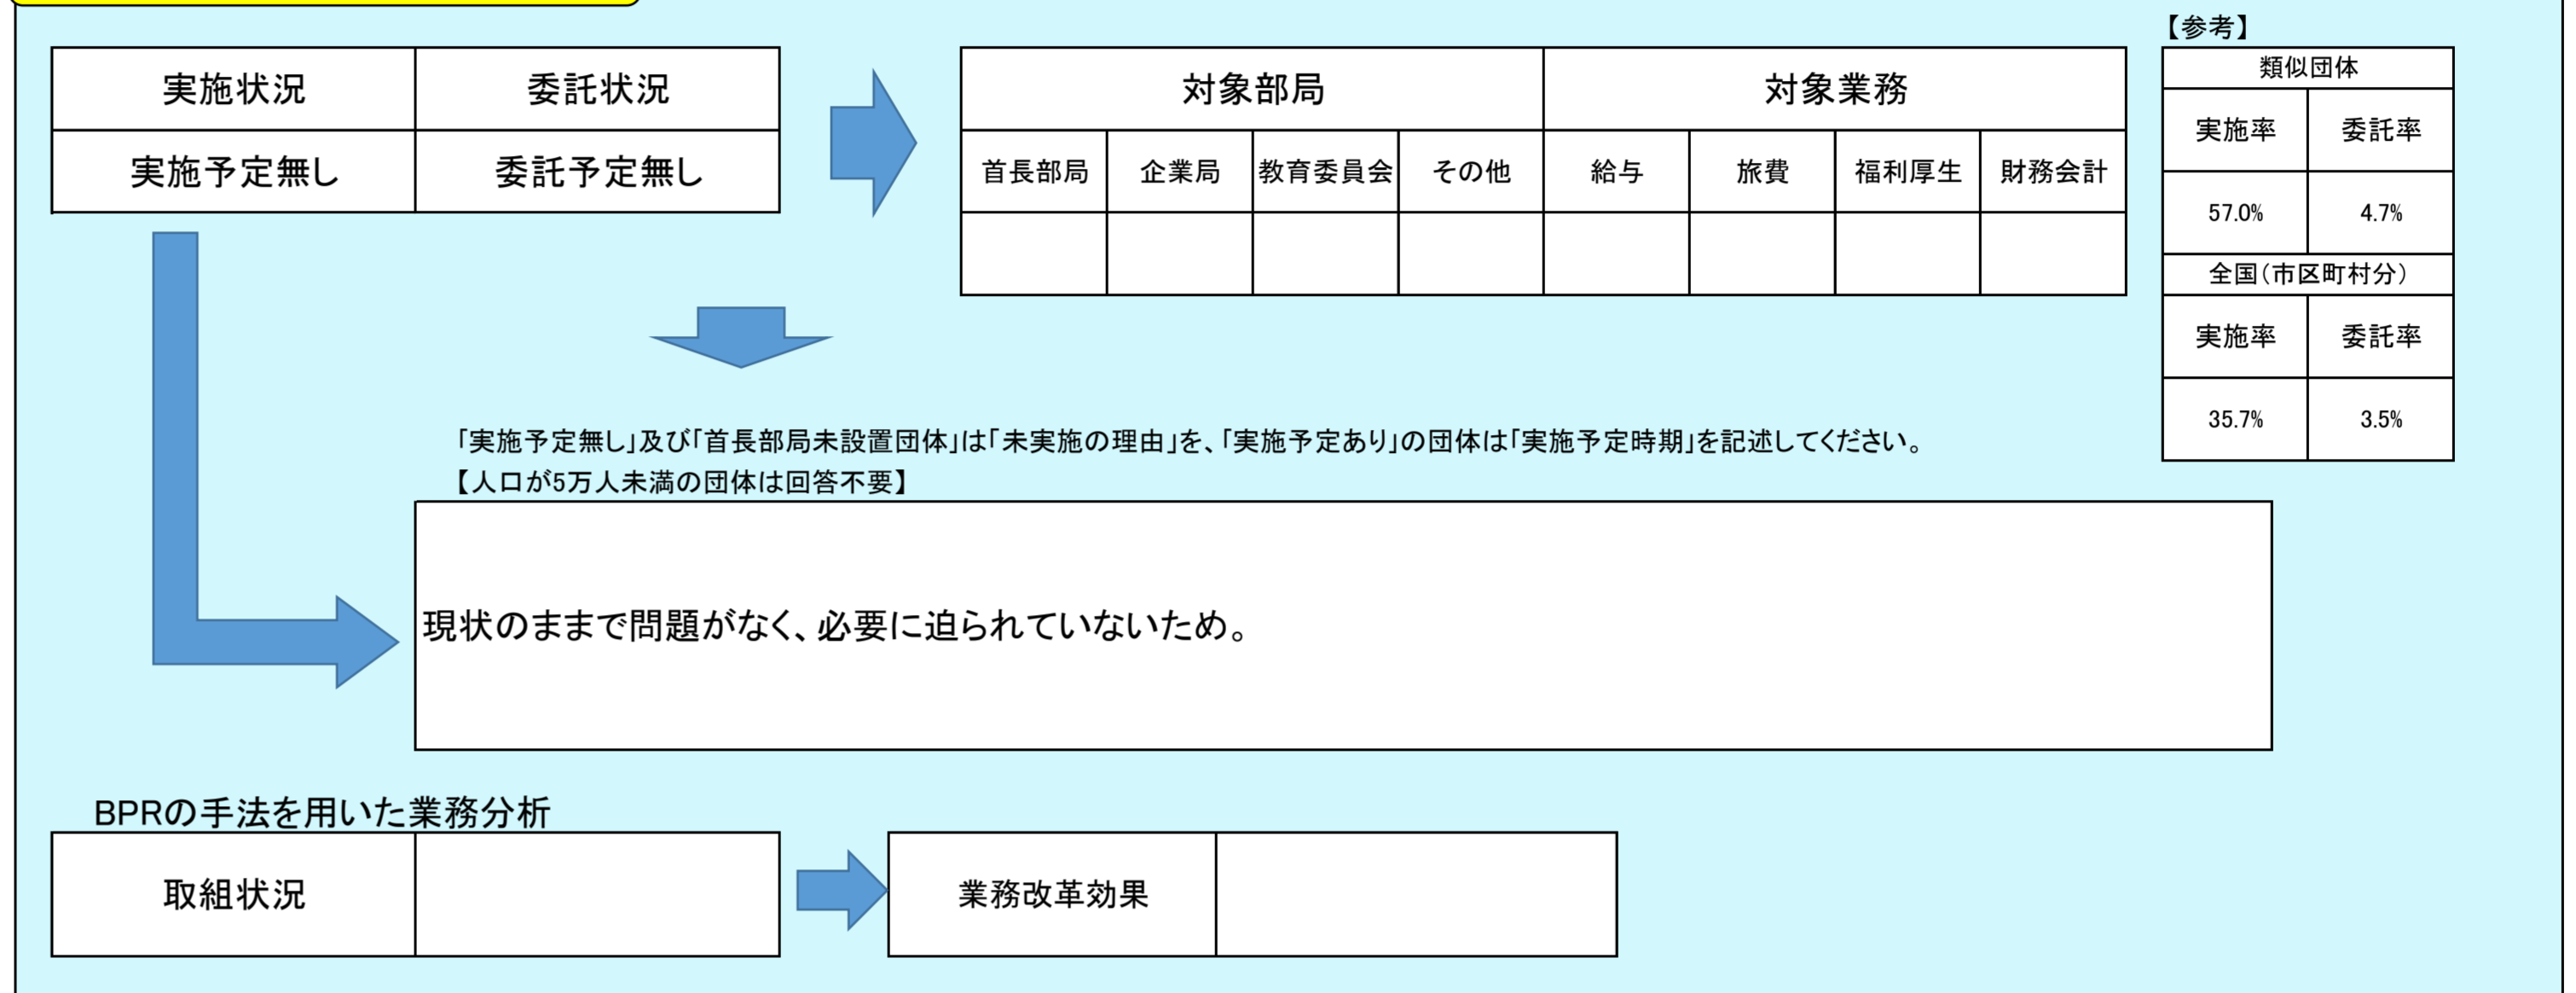 【参考】
実施状況 委託状況
実施予定無し 委託予定無し
対象部局 対象業務
首長部局 企業局 教育委員会 その他 給与 旅費 福利厚生 財務会計
類似団体
実施率 委託率
57.0% 4.7%
全国(市区町村分)
実施率 委託率
35.7% 3.5%
「実施予定無し」及び「首長部局未設置団体」は「未実施の理由」を、「実施予定あり」の団体は「実施予定時期」を記述してください。
【人口が5万人未満の団体は回答不要】
現状のままで問題がなく、必要に迫られていないため。
BPRの手法を用いた業務分析
取組状況
業務改革効果